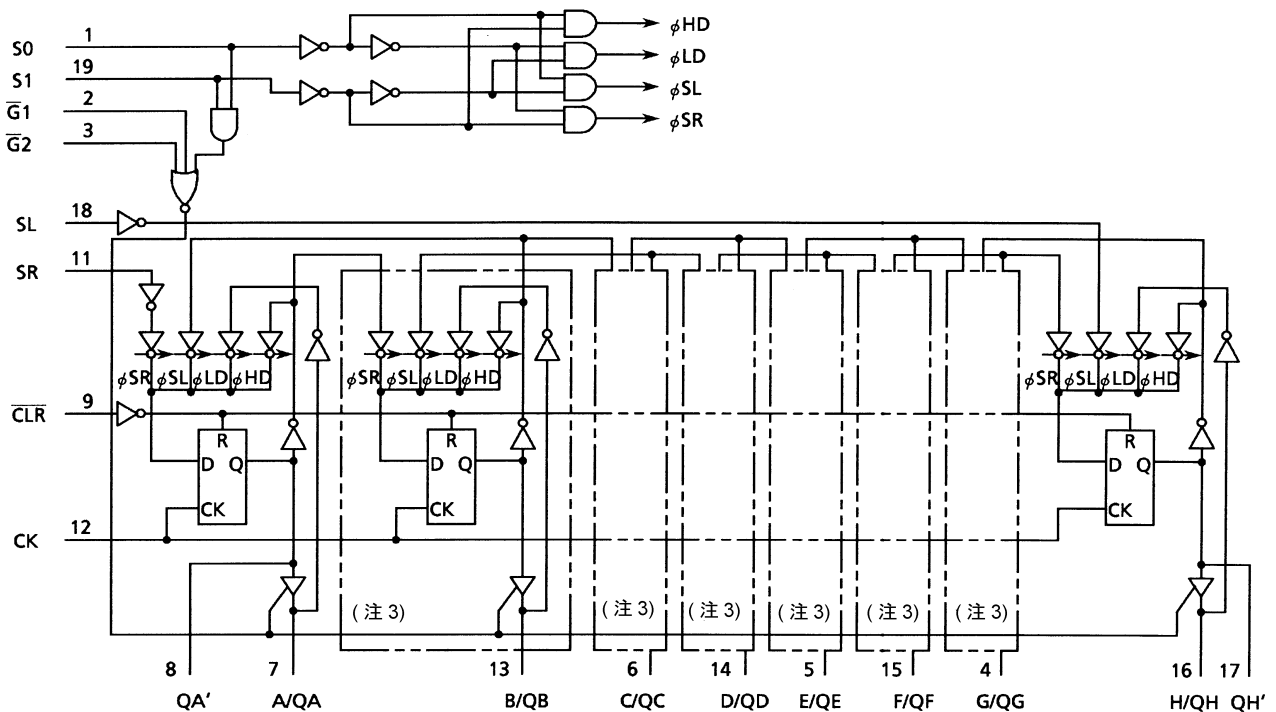 S0 1
S1 19
G̅1 2
G̅2 3
ϕHD
ϕLD
ϕSL
ϕSR
SL 18
SR 11
ϕSR ϕSL ϕLD ϕHD
ϕSR ϕSL ϕLD ϕHD
ϕSR ϕSL ϕLD ϕHD
C̅L̅R̅ 9
R
D Q
CK
R
D Q
CK
R
D Q
CK
CK 12
(注3)
(注3)
(注3)
(注3)
(注3)
(注3)
8 7 13 6 14 5 15 4 16 17
QA' A/QA B/QB C/QC D/QD E/QE F/QF G/QG H/QH QH'